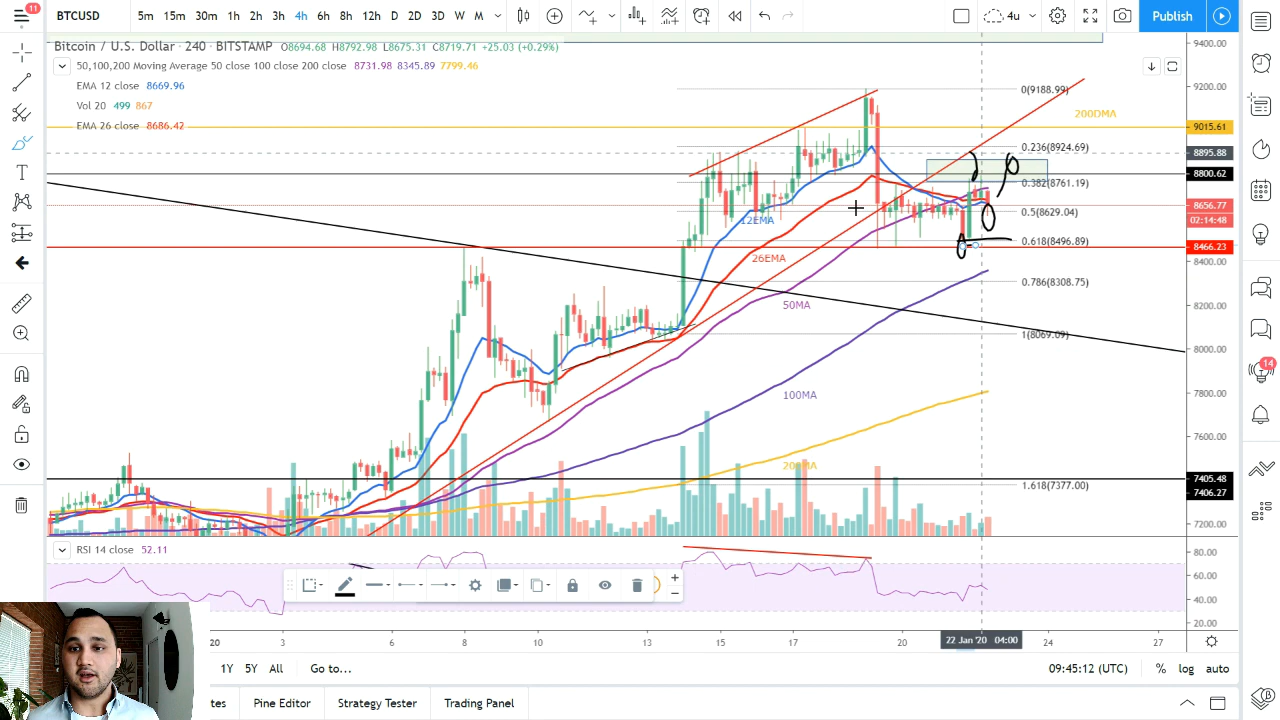 11
BTCUSD
5m 15m 30m 1h 2h 3h 4h 6h 8h 12h D 2D 3D W M
4u
Publish
Bitcoin / U.S. Dollar · 240 · BITSTAMP O8694.68 H8792.98 L8675.31 C8719.71 +25.03 (+0.29%)
50,100,200 Moving Average 50 close 100 close 200 close 8731.98 8345.89 7799.46
EMA 12 close 8669.96
Vol 20 499 867
EMA 26 close 8686.42
9400.00
9200.00
0(9188.99)
200DMA
9015.61
0.236(8924.69)
8895.88
8800.62
0.382(8761.19)
8656.77
02:14:48
0.5(8629.04)
12EMA
0.618(8496.89)
8466.23
26EMA
8400.00
0.786(8308.75)
50MA
8200.00
1(8069.09)
8000.00
100MA
7800.00
7600.00
200MA
7405.48
1.618(7377.00)
7406.27
7200.00
14
RSI 14 close 52.11
80.00
60.00
40.00
20.00
20 3 6 8 10 13 15 17 20 22 Jan '20 04:00 24 27
1Y 5Y All Go to...
09:45:12 (UTC) % log auto
tes Pine Editor Strategy Tester Trading Panel